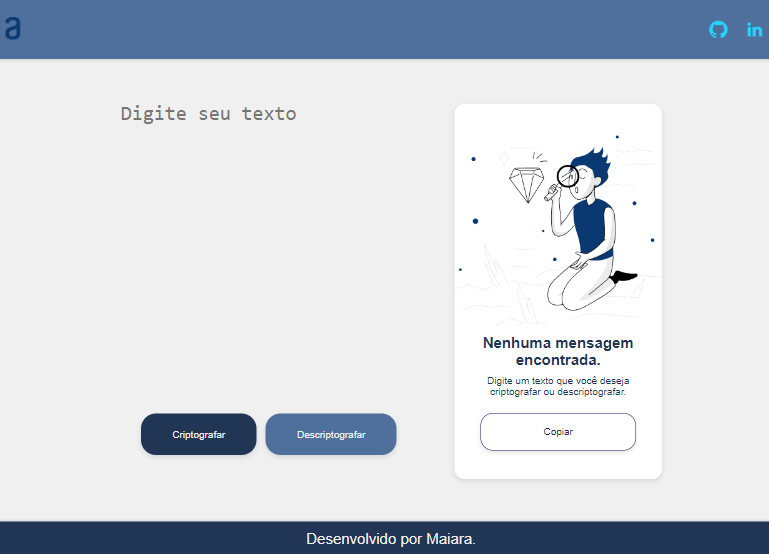 a
in
Digite seu texto
Nenhuma mensagem
encontrada.
Digite um texto que você deseja
criptografar ou descriptografar.
Criptografar
Descriptografar
Copiar
Desenvolvido por Maiara.